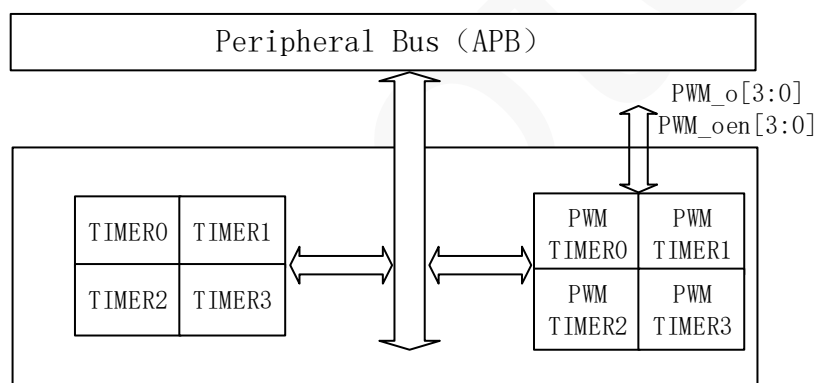 Peripheral Bus（APB）
PWM_o[3:0]
PWM_oen[3:0]
TIMER0 TIMER1
TIMER2 TIMER3
PWM TIMER0
PWM TIMER1
PWM TIMER2
PWM TIMER3